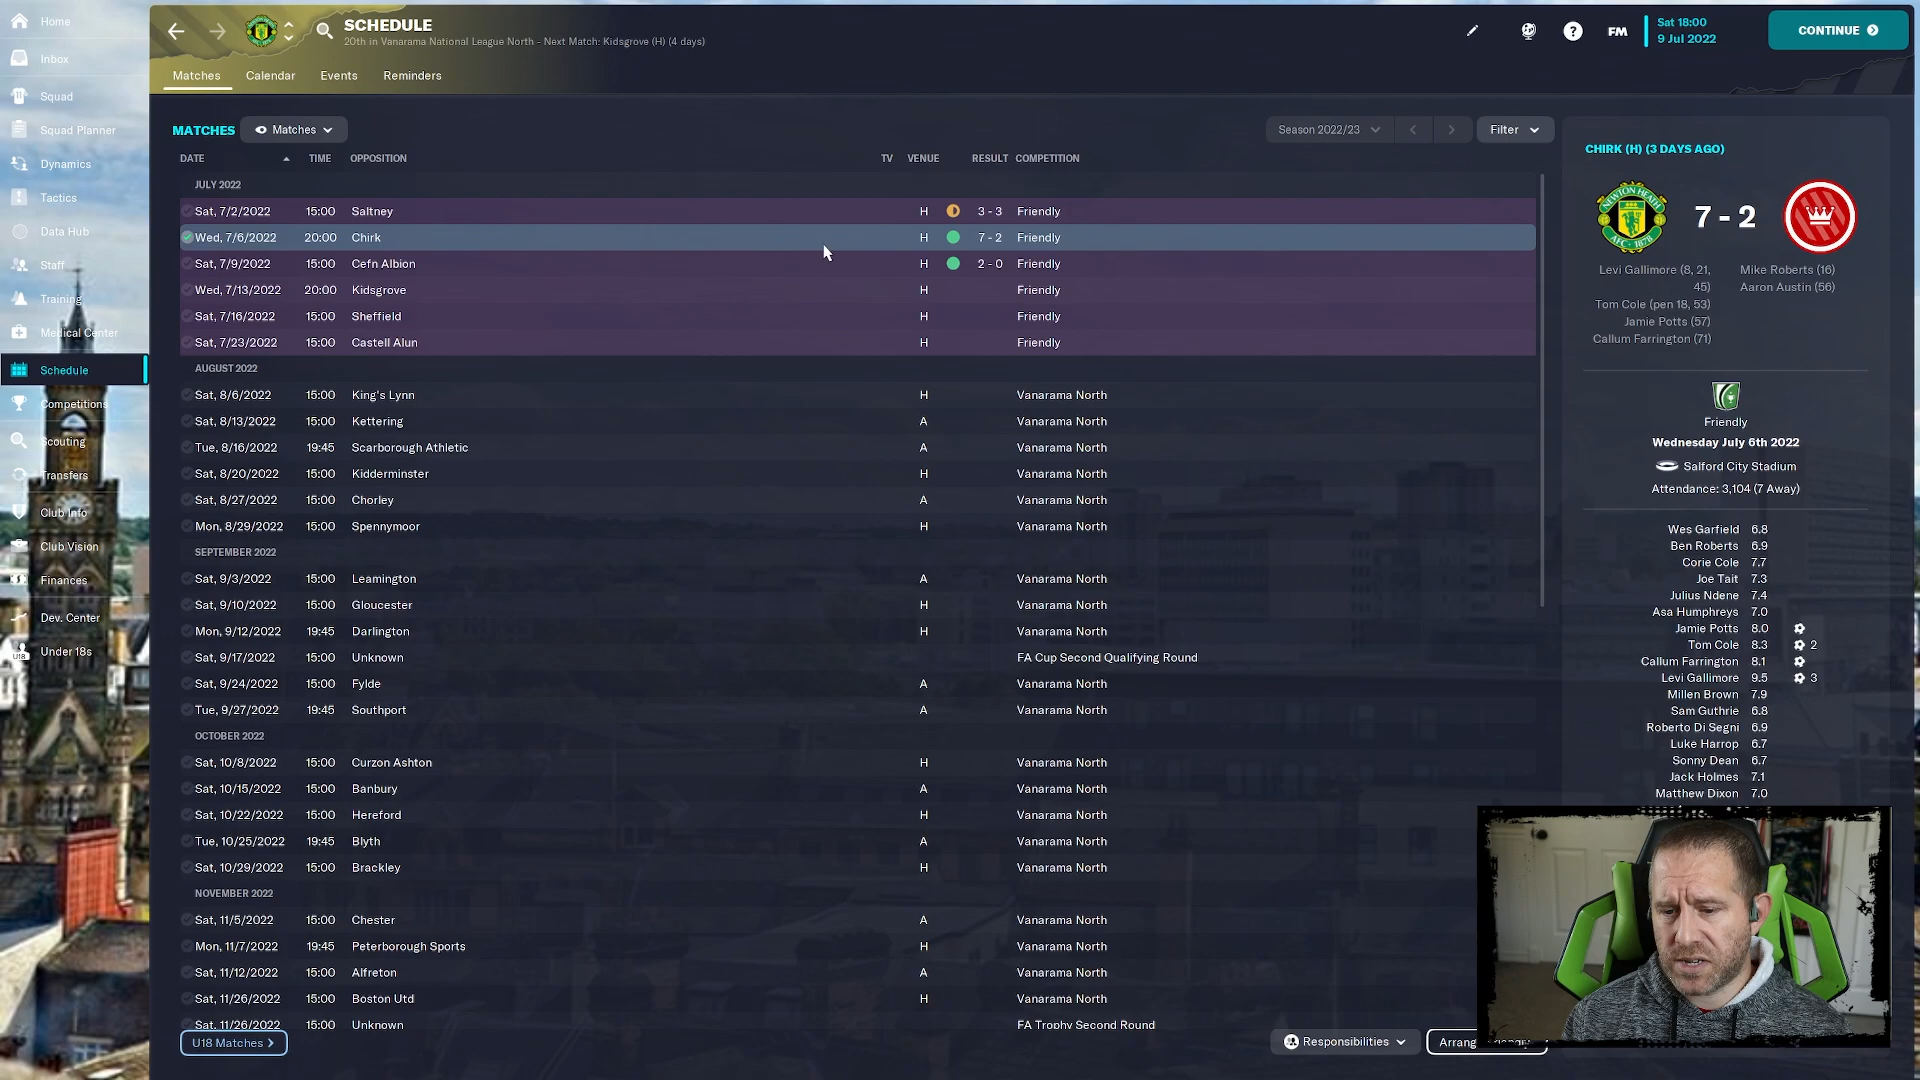 Home
Inbox
Squad
Squad Planner
Dynamics
Tactics
Data Hub
Staff
Training
Medical Center
Schedule
Competitions
Scouting
Transfers
Club Info
Club Vision
Finances
Dev. Center
Under 18s
SCHEDULE
20th in Vanarama National League North - Next Match: Kidsgrove (H) (4 days)
FM
Sat 18:00
9 Jul 2022
CONTINUE
Matches Calendar Events Reminders
MATCHES Matches Season 2022/23 Filter
DATE TIME OPPOSITION TV VENUE RESULT COMPETITION
JULY 2022
Sat, 7/2/2022 15:00 Saltney H 3 - 3 Friendly
Wed, 7/6/2022 20:00 Chirk H 7 - 2 Friendly
Sat, 7/9/2022 15:00 Cefn Albion H 2 - 0 Friendly
Wed, 7/13/2022 20:00 Kidsgrove H Friendly
Sat, 7/16/2022 15:00 Sheffield H Friendly
Sat, 7/23/2022 15:00 Castell Alun H Friendly
AUGUST 2022
Sat, 8/6/2022 15:00 King's Lynn H Vanarama North
Sat, 8/13/2022 15:00 Kettering A Vanarama North
Tue, 8/16/2022 19:45 Scarborough Athletic A Vanarama North
Sat, 8/20/2022 15:00 Kidderminster H Vanarama North
Sat, 8/27/2022 15:00 Chorley A Vanarama North
Mon, 8/29/2022 15:00 Spennymoor H Vanarama North
SEPTEMBER 2022
Sat, 9/3/2022 15:00 Leamington A Vanarama North
Sat, 9/10/2022 15:00 Gloucester H Vanarama North
Mon, 9/12/2022 19:45 Darlington H Vanarama North
Sat, 9/17/2022 15:00 Unknown FA Cup Second Qualifying Round
Sat, 9/24/2022 15:00 Fylde A Vanarama North
Tue, 9/27/2022 19:45 Southport A Vanarama North
OCTOBER 2022
Sat, 10/8/2022 15:00 Curzon Ashton H Vanarama North
Sat, 10/15/2022 15:00 Banbury A Vanarama North
Sat, 10/22/2022 15:00 Hereford H Vanarama North
Tue, 10/25/2022 19:45 Blyth A Vanarama North
Sat, 10/29/2022 15:00 Brackley H Vanarama North
NOVEMBER 2022
Sat, 11/5/2022 15:00 Chester A Vanarama North
Mon, 11/7/2022 19:45 Peterborough Sports H Vanarama North
Sat, 11/12/2022 15:00 Alfreton A Vanarama North
Sat, 11/26/2022 15:00 Boston Utd H Vanarama North
Sat, 11/26/2022 15:00 Unknown FA Trophy Second Round
U18 Matches
Responsibilities
CHIRK (H) (3 DAYS AGO)
NEWTON HEATH
AFC · 1878
7 - 2
Levi Gallimore (8, 21, 45)
Tom Cole (pen 18, 53)
Jamie Potts (57)
Callum Farrington (71)
Mike Roberts (16)
Aaron Austin (56)
Friendly
Wednesday July 6th 2022
Salford City Stadium
Attendance: 3,104 (7 Away)
Wes Garfield 6.8
Ben Roberts 6.9
Corie Cole 7.7
Joe Tait 7.3
Julius Ndene 7.4
Asa Humphreys 7.0
Jamie Potts 8.0
Tom Cole 8.3 2
Callum Farrington 8.1
Levi Gallimore 9.5 3
Millen Brown 7.9
Sam Guthrie 6.8
Roberto Di Segni 6.9
Luke Harrop 6.7
Sonny Dean 6.7
Jack Holmes 7.1
Matthew Dixon 7.0